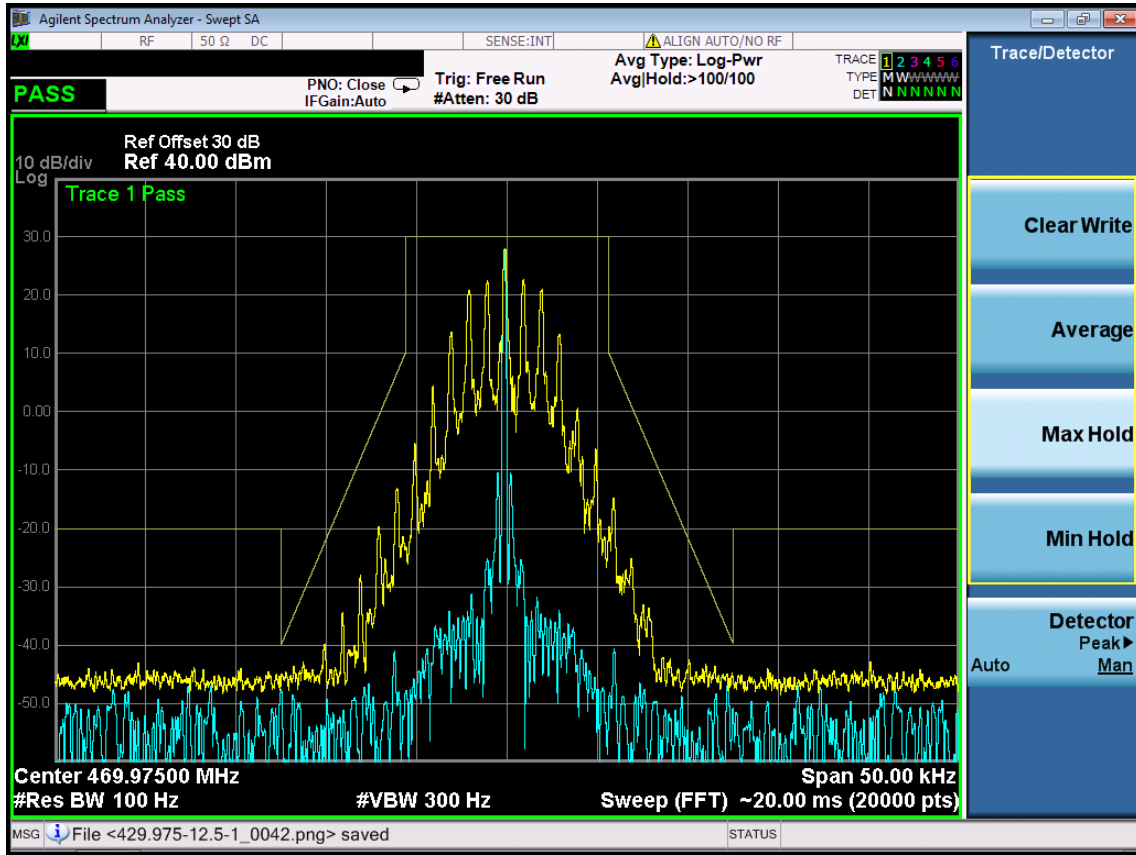 Agilent Spectrum Analyzer - Swept SA
LXI RF 50 Ω DC SENSE:INT ALIGN AUTO/NO RF
Trace/Detector
PASS
PNO: Close
IFGain:Auto
Trig: Free Run
#Atten: 30 dB
Avg Type: Log-Pwr
Avg|Hold:>100/100
TRACE 1 2 3 4 5 6
TYPE M W W W W W
DET N N N N N N
Ref Offset 30 dB
10 dB/div Ref 40.00 dBm
Log
Trace 1 Pass
30.0
20.0
10.0
0.00
-10.0
-20.0
-30.0
-40.0
-50.0
Center 469.97500 MHz Span 50.00 kHz
#Res BW 100 Hz #VBW 300 Hz Sweep (FFT) ~20.00 ms (20000 pts)
Clear Write
Average
Max Hold
Min Hold
Detector
Peak
Auto Man
MSG File <429.975-12.5-1_0042.png> saved STATUS